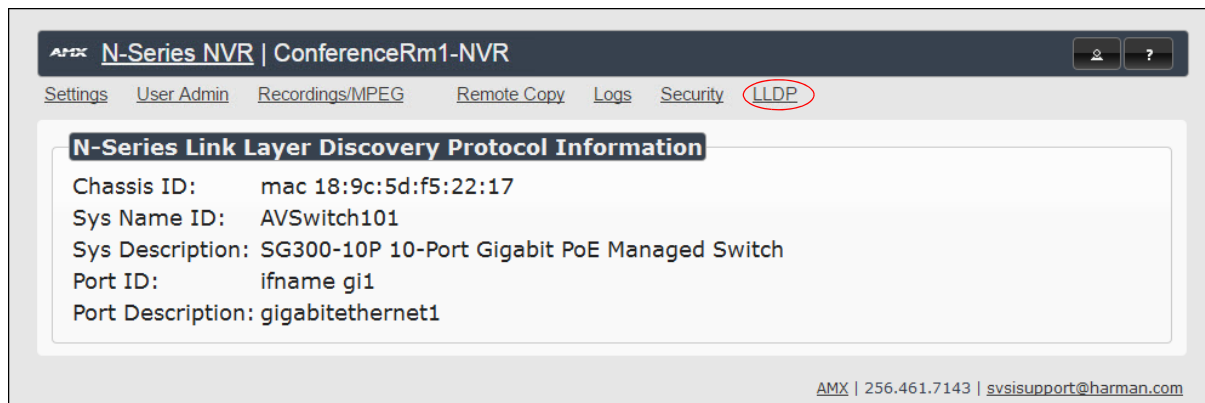 AMX N-Series NVR | ConferenceRm1-NVR ?
Settings User Admin Recordings/MPEG Remote Copy Logs Security LLDP
N-Series Link Layer Discovery Protocol Information
Chassis ID: mac 18:9c:5d:f5:22:17
Sys Name ID: AVSwitch101
Sys Description: SG300-10P 10-Port Gigabit PoE Managed Switch
Port ID: ifname gi1
Port Description: gigabitethernet1
AMX | 256.461.7143 | svsisupport@harman.com